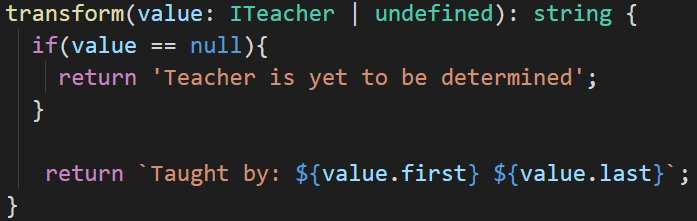 transform(value: ITeacher | undefined): string {
  if(value == null){
    return 'Teacher is yet to be determined';
  }

   return `Taught by: ${value.first} ${value.last}`;
}